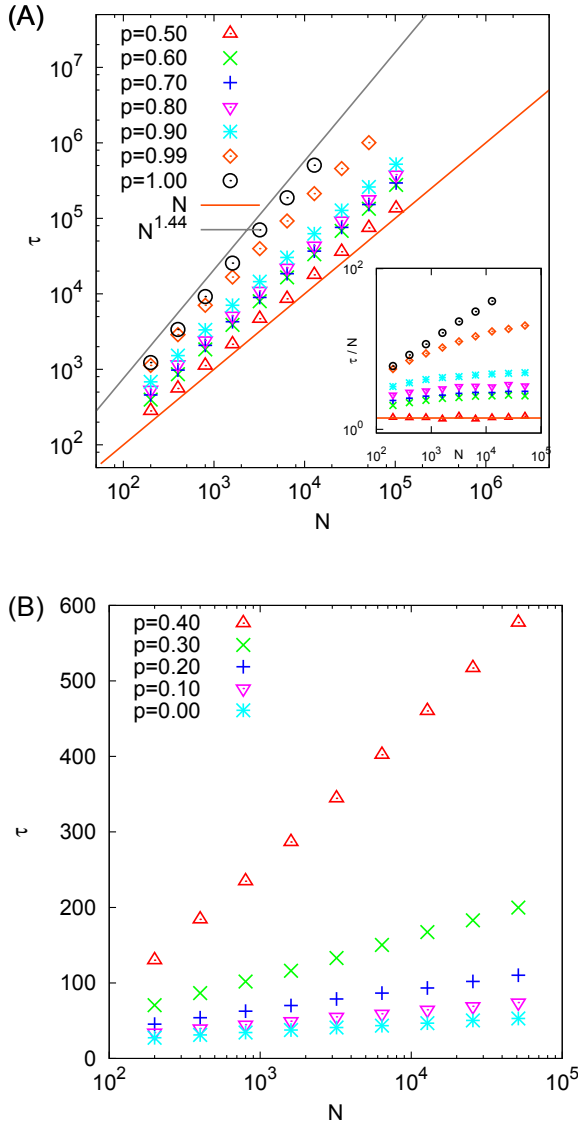 (A)
p=0.50
p=0.60
p=0.70
p=0.80
p=0.90
p=0.99
p=1.00
N
N^1.44
10^7
10^6
10^5
10^4
10^3
10^2
τ
10^2 10^3 10^4 10^5 10^6
N
10^2
τ / N
10^0
10^2 10^3 N 10^4 10^5
(B)
p=0.40
p=0.30
p=0.20
p=0.10
p=0.00
600
500
400
300
200
100
0
τ
10^2 10^3 10^4 10^5
N